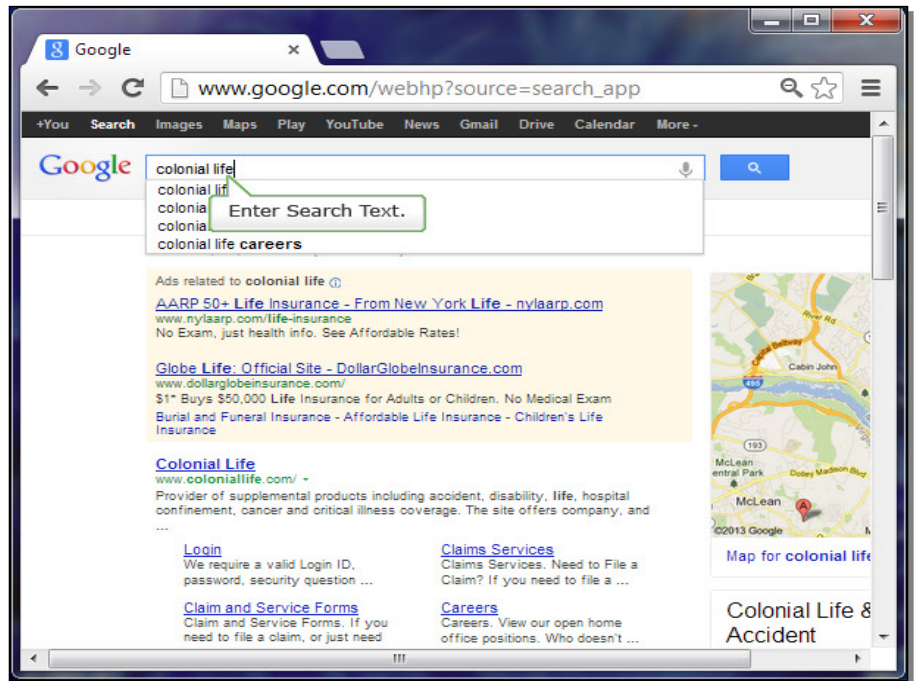 Google
www.google.com/webhp?source=search_app
+You Search Images Maps Play YouTube News Gmail Drive Calendar More -
Google colonial life
colonial lif
colonia
Enter Search Text.
colonia
colonial life careers
Ads related to colonial life
AARP 50+ Life Insurance - From New York Life - nylaarp.com
www.nylaarp.com/life-insurance
No Exam, just health info. See Affordable Rates!
Globe Life: Official Site - DollarGlobeInsurance.com
www.dollarglobeinsurance.com/
$1* Buys $50,000 Life Insurance for Adults or Children. No Medical Exam
Burial and Funeral Insurance - Affordable Life Insurance - Children's Life
Insurance
Colonial Life
www.coloniallife.com/
Provider of supplemental products including accident, disability, life, hospital
confinement, cancer and critical illness coverage. The site offers company, and
...
Login
We require a valid Login ID,
password, security question ...
Claims Services
Claims Services. Need to File a
Claim? If you need to file a ...
Claim and Service Forms
Claim and Service Forms. If you
need to file a claim, or just need
Careers
Careers. View our open home
office positions. Who doesn't ...
River Rd
Capital Beltway
Cabin John
495
193
McLean
entral Park
Dolley Madison Blvd
McLean
A
©2013 Google
Map for colonial life
Colonial Life &
Accident